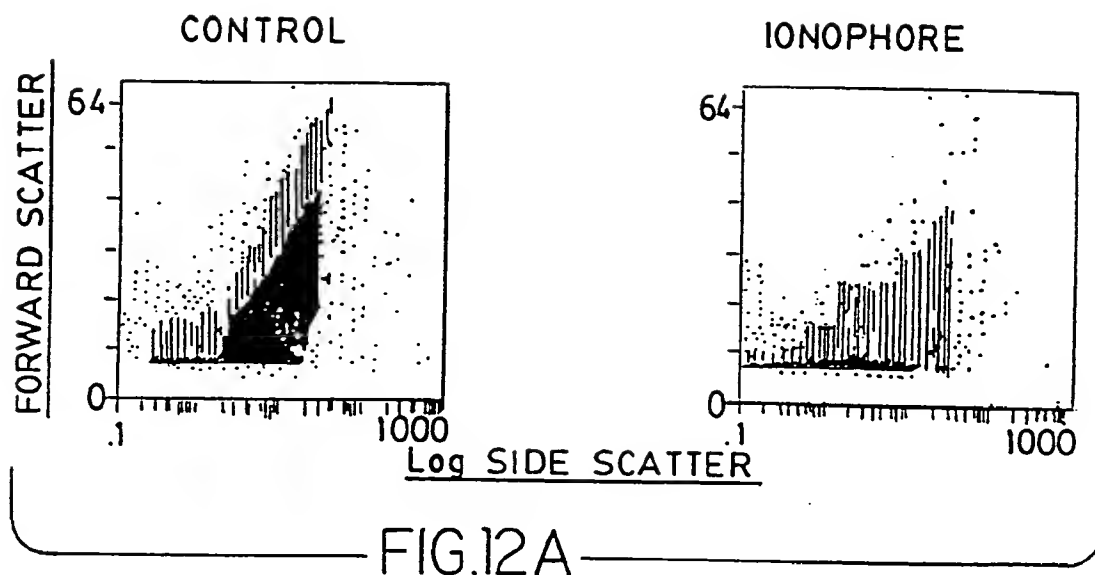 CONTROL
IONOPHORE
FORWARD SCATTER
64
0
.1
1000
64
0
.1
1000
Log SIDE SCATTER
FIG.12A